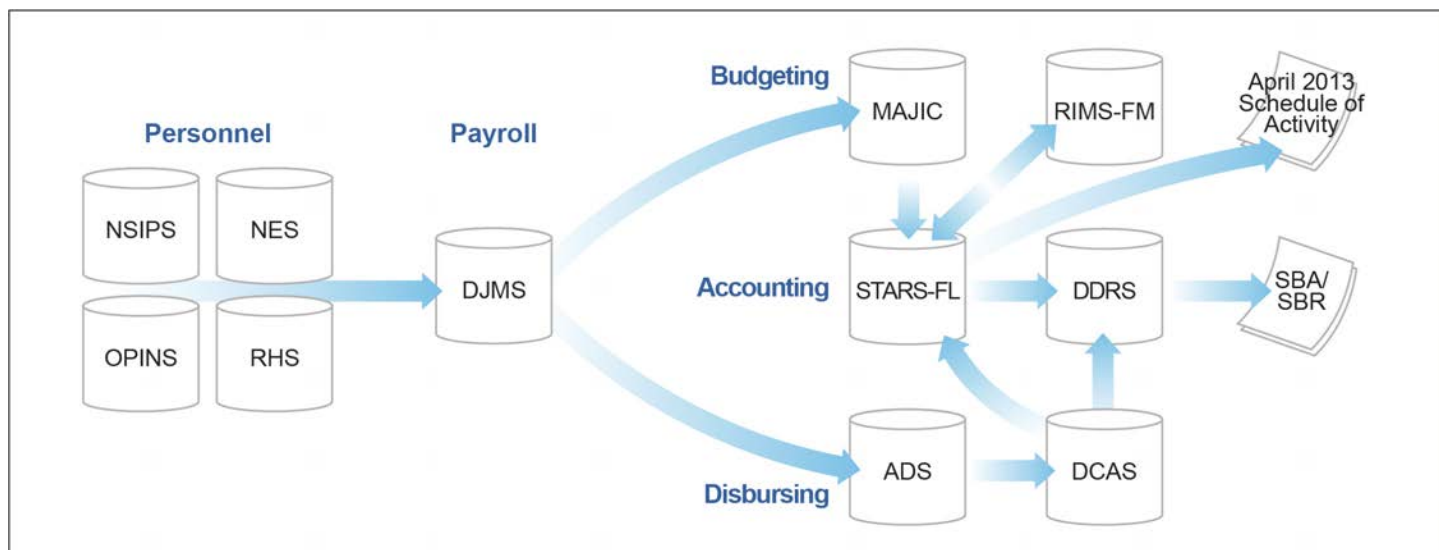 Budgeting
MAJIC
RIMS-FM
April 2013
Schedule of
Activity
Personnel
Payroll
NSIPS
NES
DJMS
OPINS
RHS
Accounting
STARS-FL
DDRS
SBA/
SBR
ADS
DCAS
Disbursing